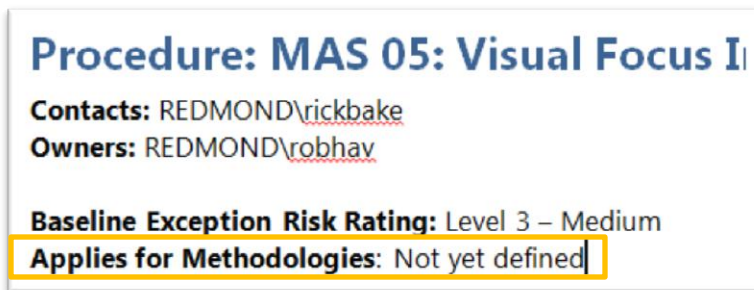 Procedure: MAS 05: Visual Focus
Contacts: REDMOND\rickbake
Owners: REDMOND\robhav
Baseline Exception Risk Rating: Level 3 – Medium
Applies for Methodologies: Not yet defined